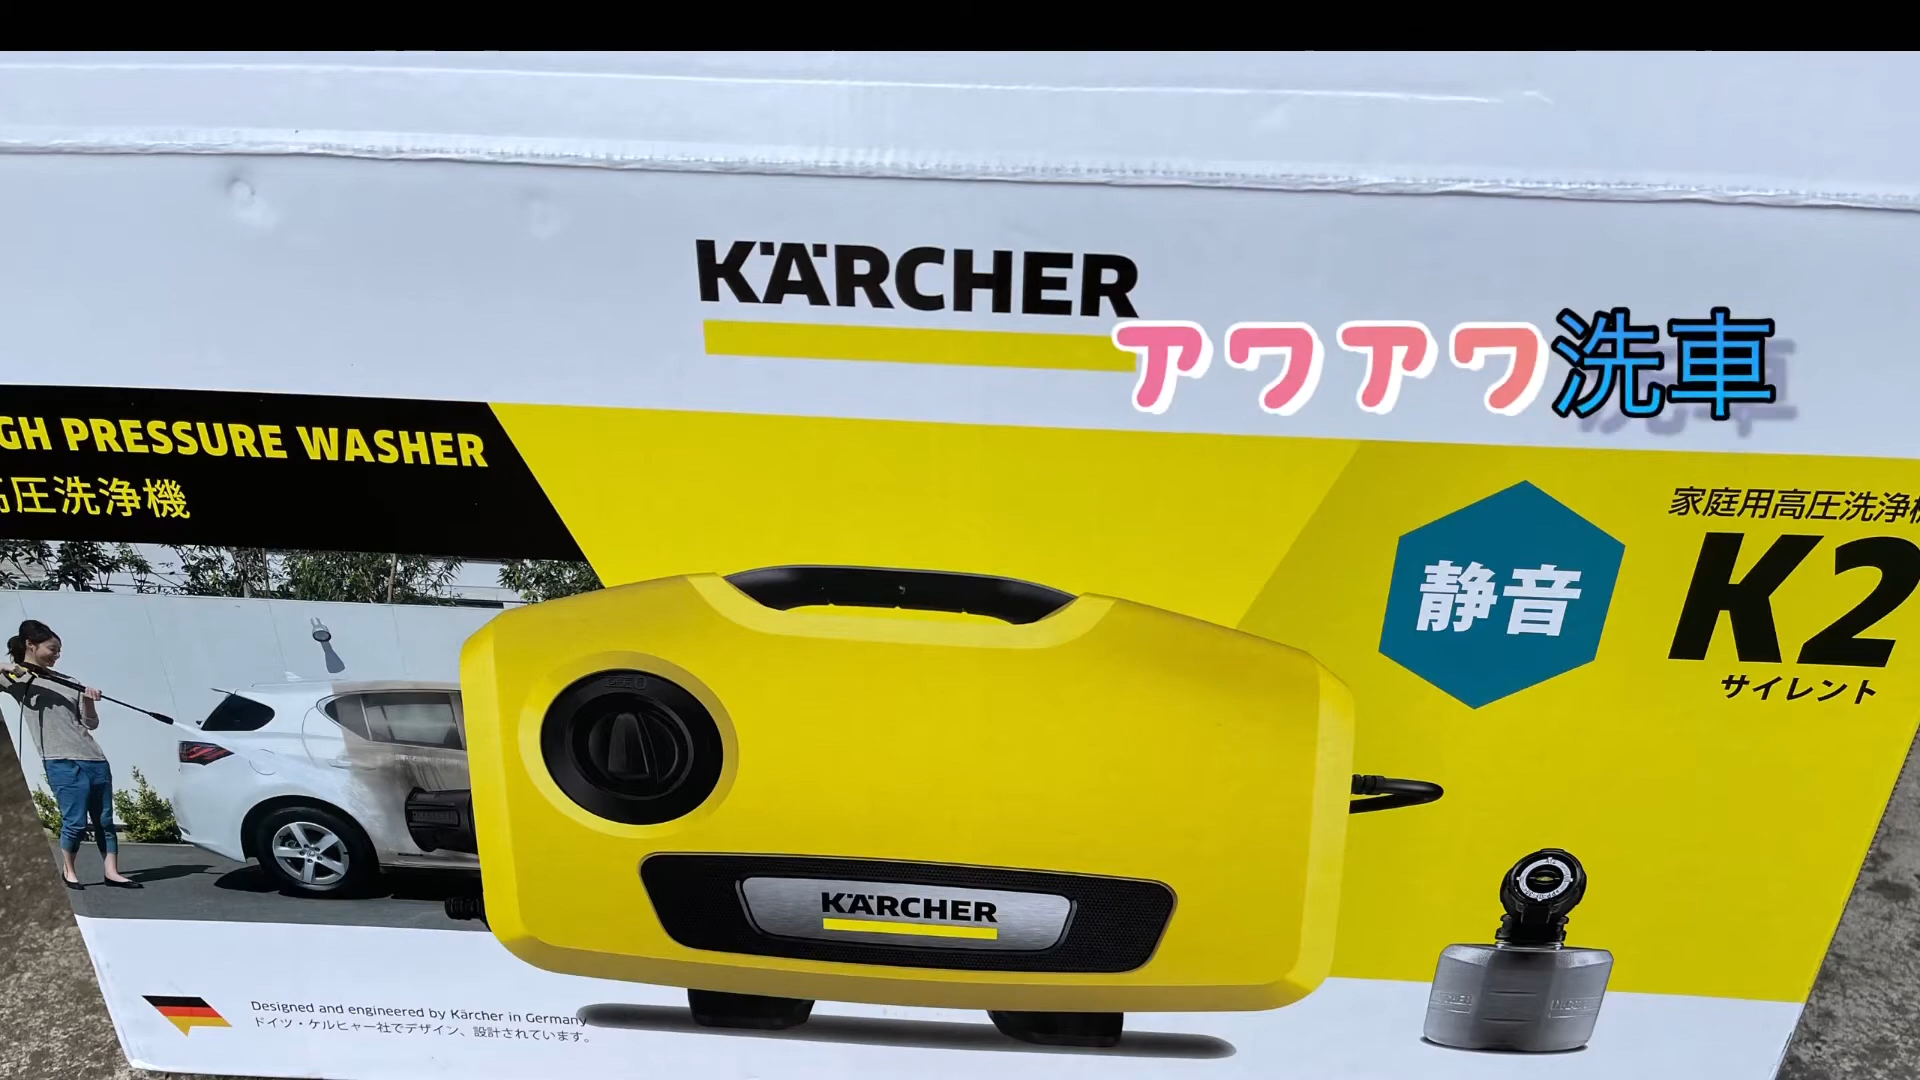 KÄRCHER
アワアワ洗車
GH PRESSURE WASHER
高圧洗浄機
静音
家庭用高圧洗浄機
K2
サイレント
KÄRCHER
Designed and engineered by Kärcher in Germany
ドイツ・ケルヒャー社でデザイン、設計されています。